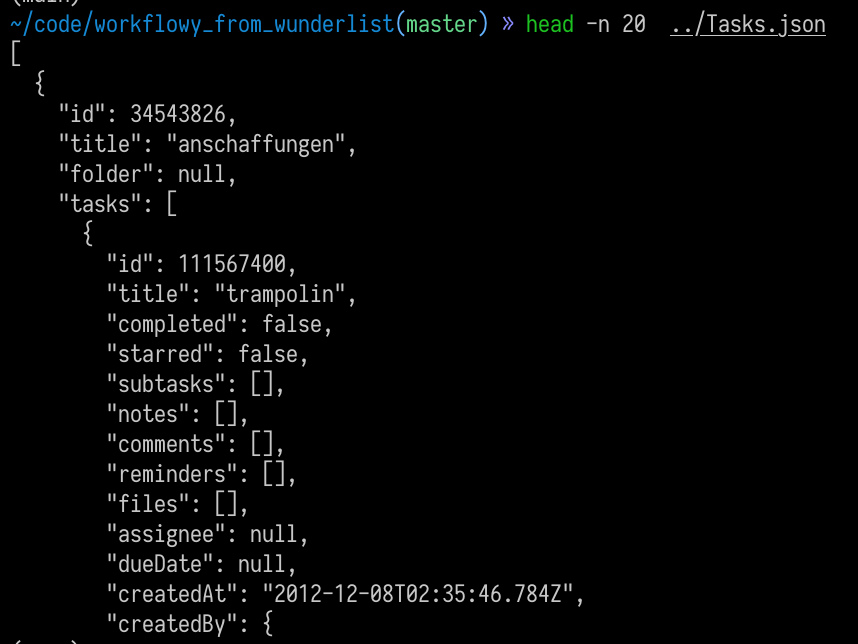 (main)
~/code/workflowy_from_wunderlist(master) » head -n 20  ../Tasks.json
[
  {
    "id": 34543826,
    "title": "anschaffungen",
    "folder": null,
    "tasks": [
      {
        "id": 111567400,
        "title": "trampolin",
        "completed": false,
        "starred": false,
        "subtasks": [],
        "notes": [],
        "comments": [],
        "reminders": [],
        "files": [],
        "assignee": null,
        "dueDate": null,
        "createdAt": "2012-12-08T02:35:46.784Z",
        "createdBy": {